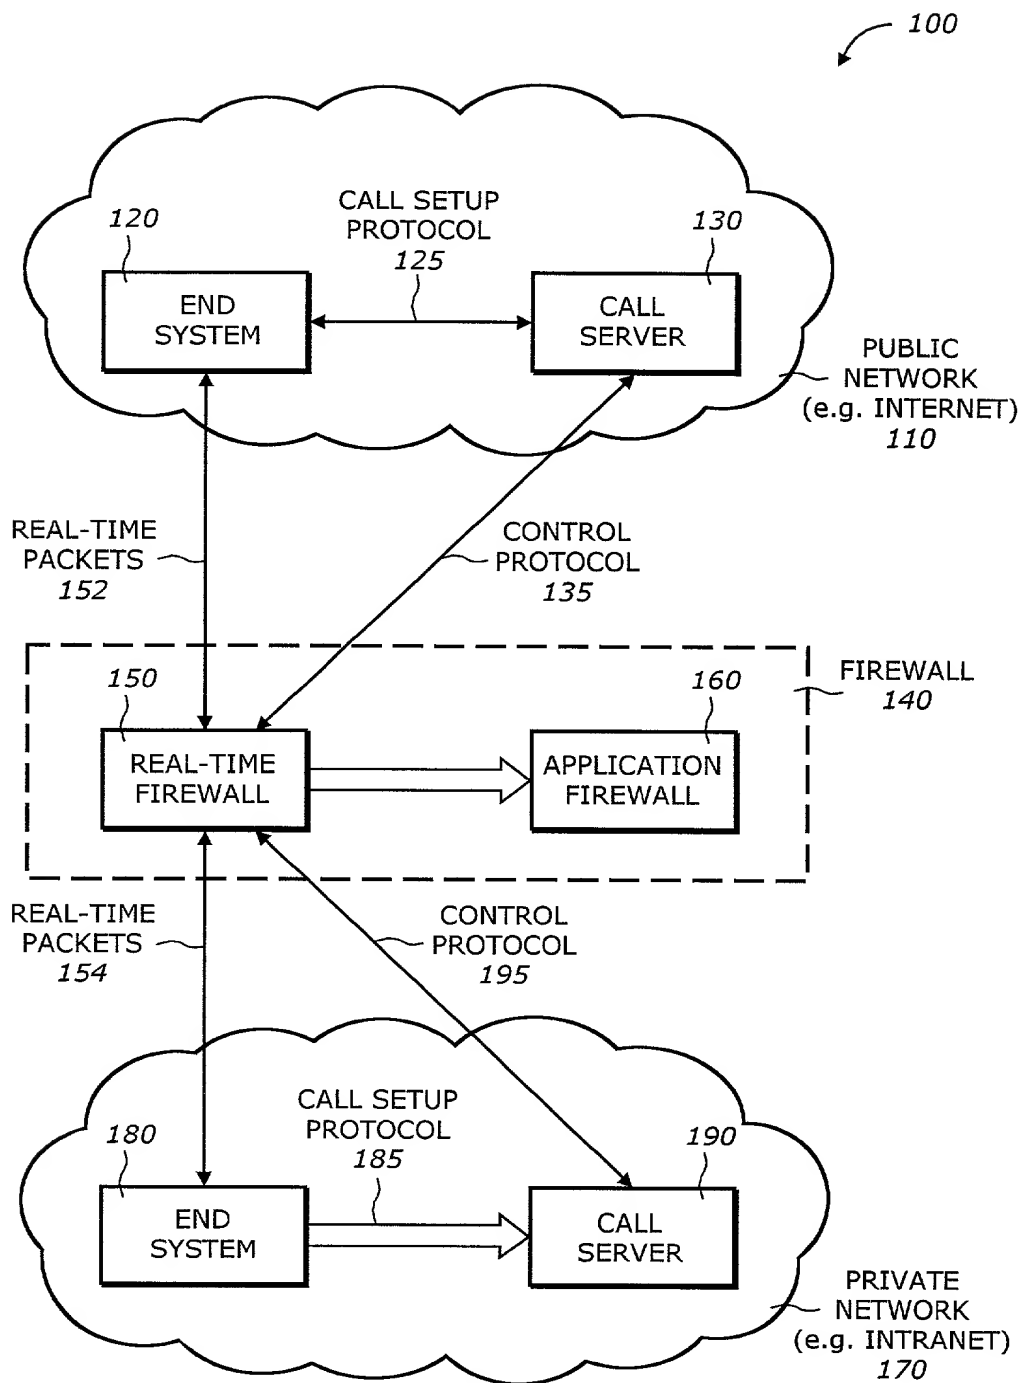 100
CALL SETUP
PROTOCOL
125
120
130
END
SYSTEM
CALL
SERVER
PUBLIC
NETWORK
(e.g. INTERNET)
110
REAL-TIME
PACKETS
152
CONTROL
PROTOCOL
135
150
160
FIREWALL
140
REAL-TIME
FIREWALL
APPLICATION
FIREWALL
REAL-TIME
PACKETS
154
CONTROL
PROTOCOL
195
CALL SETUP
PROTOCOL
185
180
190
END
SYSTEM
CALL
SERVER
PRIVATE
NETWORK
(e.g. INTRANET)
170